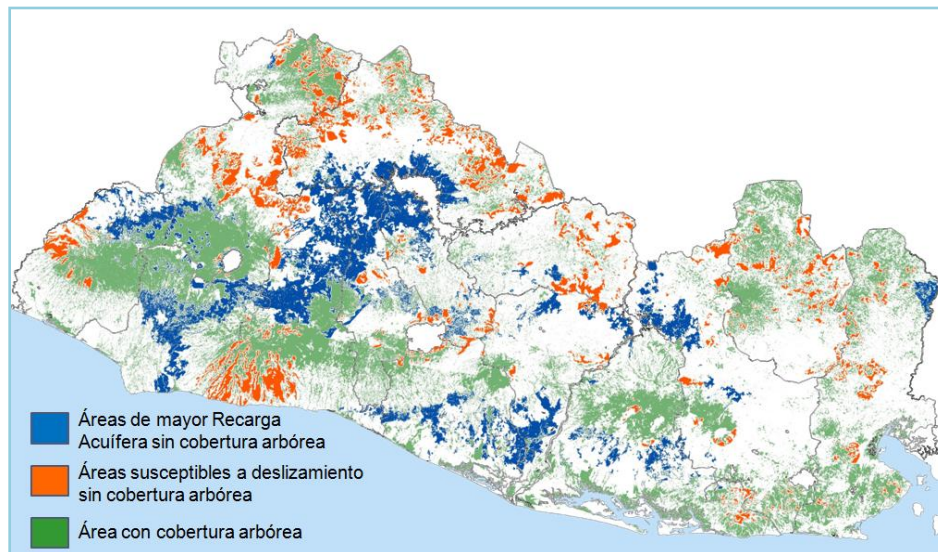 Áreas de mayor Recarga
Acuífera sin cobertura arbórea
Áreas susceptibles a deslizamiento
sin cobertura arbórea
Área con cobertura arbórea